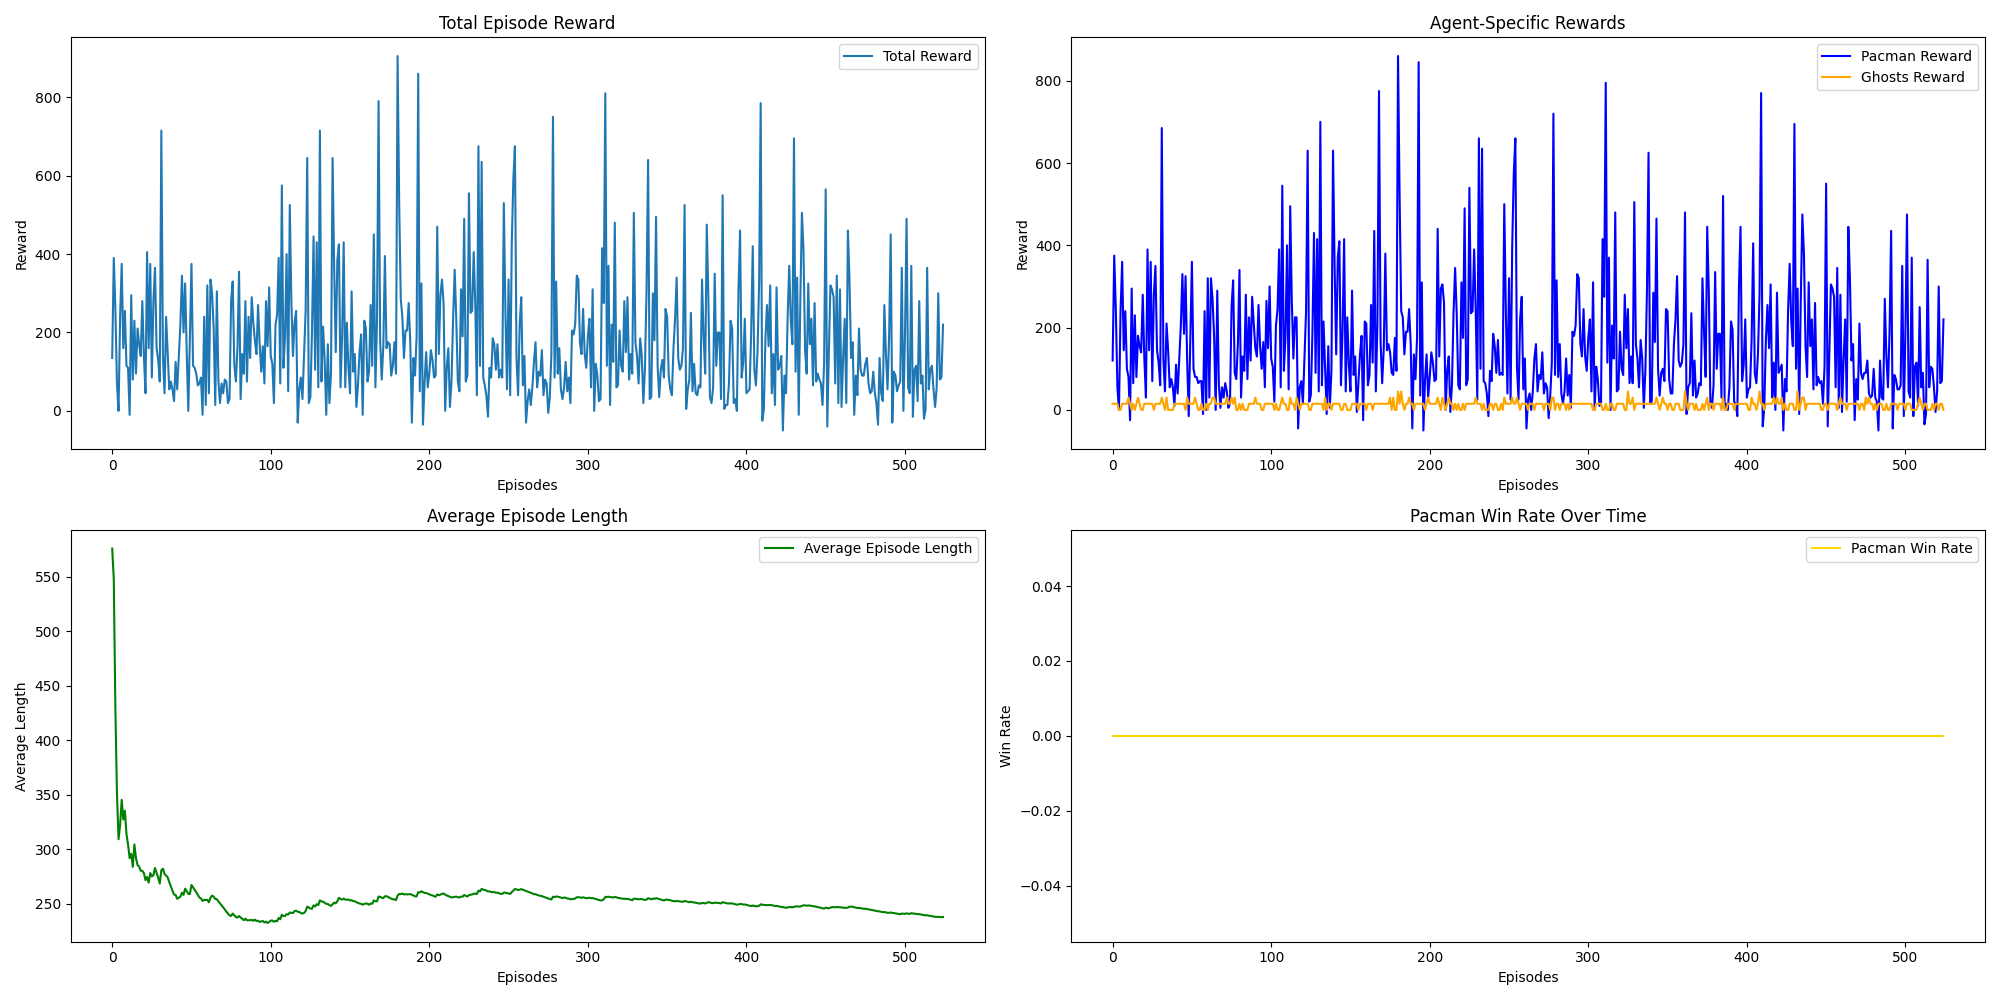 Total Episode Reward
Total Reward
800
600
400
200
0
Reward
0 100 200 300 400 500
Episodes
Agent-Specific Rewards
Pacman Reward
Ghosts Reward
800
600
400
200
0
Reward
0 100 200 300 400 500
Episodes
Average Episode Length
Average Episode Length
550
500
450
400
350
300
250
Average Length
0 100 200 300 400 500
Episodes
Pacman Win Rate Over Time
Pacman Win Rate
0.04
0.02
0.00
−0.02
−0.04
Win Rate
0 100 200 300 400 500
Episodes